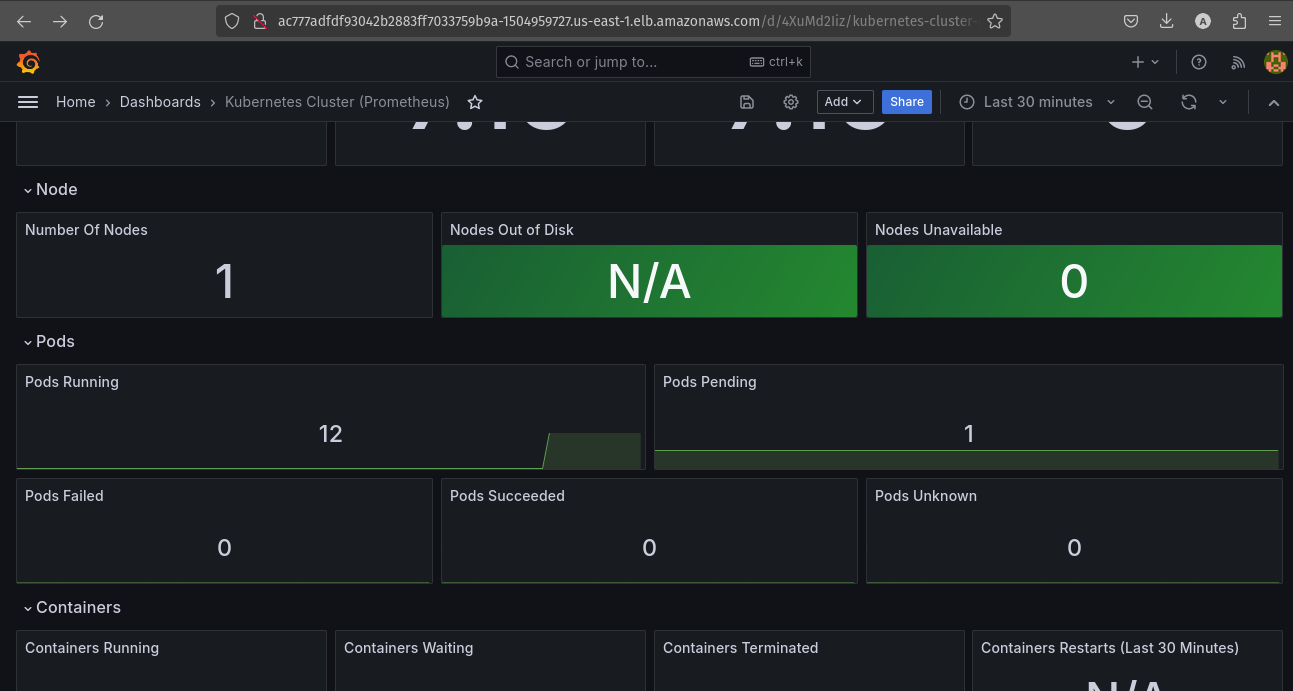 ac777adfdf93042b2883ff7033759b9a-1504959727.us-east-1.elb.amazonaws.com/d/4XuMd2Iiz/kubernetes-cluster-
A
Search or jump to...
ctrl+k
Home › Dashboards › Kubernetes Cluster (Prometheus)
Add
Share
Last 30 minutes
Node
Number Of Nodes
Nodes Out of Disk
Nodes Unavailable
1
N/A
0
Pods
Pods Running
Pods Pending
12
1
Pods Failed
Pods Succeeded
Pods Unknown
0
0
0
Containers
Containers Running
Containers Waiting
Containers Terminated
Containers Restarts (Last 30 Minutes)
N/A